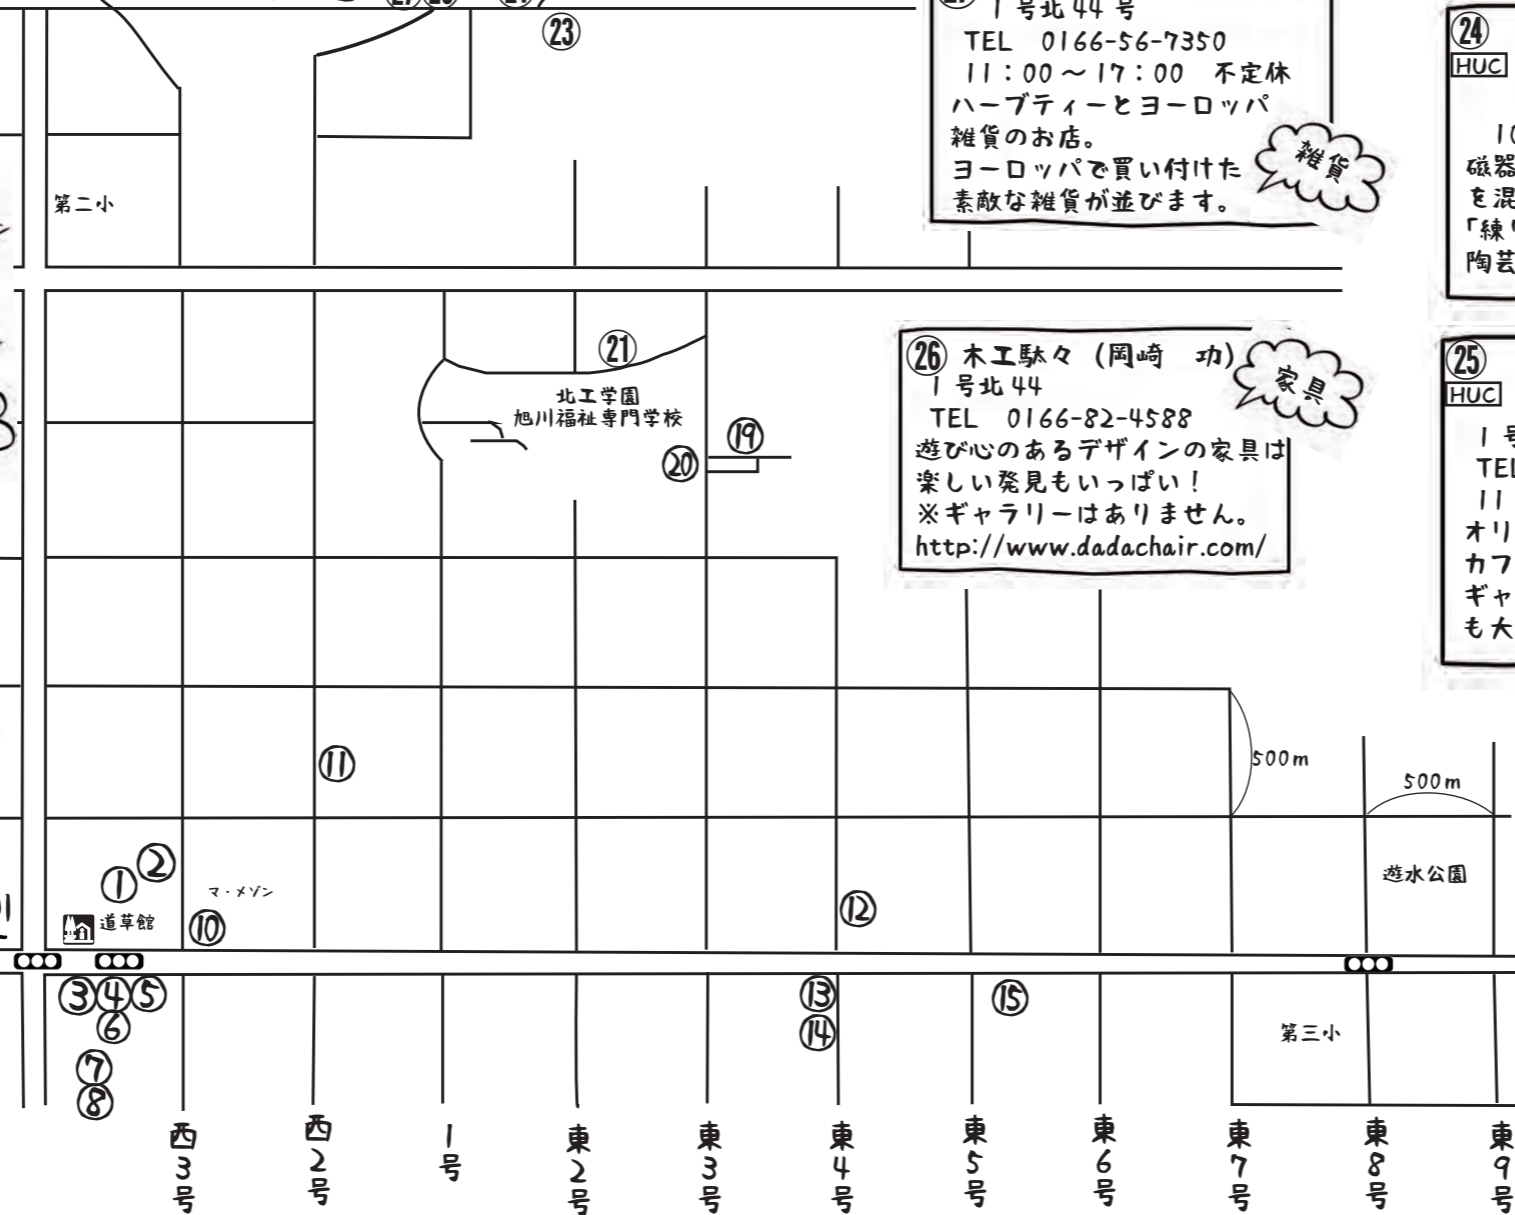 ㉓
1号北44号
TEL 0166-56-7350
11：00～17：00 不定休
ハーブティーとヨーロッパ
雑貨のお店。
ヨーロッパで買い付けた
素敵な雑貨が並びます。
雑貨
㉔
HUC
10
磁器
を混
「練り
陶芸
第二小
㉑
北工学園
旭川福祉専門学校
⑲
⑳
㉖ 木工駄々（岡崎 功）
1号北44
TEL 0166-82-4588
遊び心のあるデザインの家具は
楽しい発見もいっぱい！
※ギャラリーはありません。
http://www.dadachair.com/
家具
㉕
HUC
1号
TEL
11
オリ
カフ
ギャ
も大
⑪
500m
500m
②
①
マ・メゾン
道草館
⑩
⑫
遊水公園
③④⑤
⑥
⑦
⑧
⑬
⑭
⑮
第三小
西3号
西2号
1号
東2号
東3号
東4号
東5号
東6号
東7号
東8号
東9号